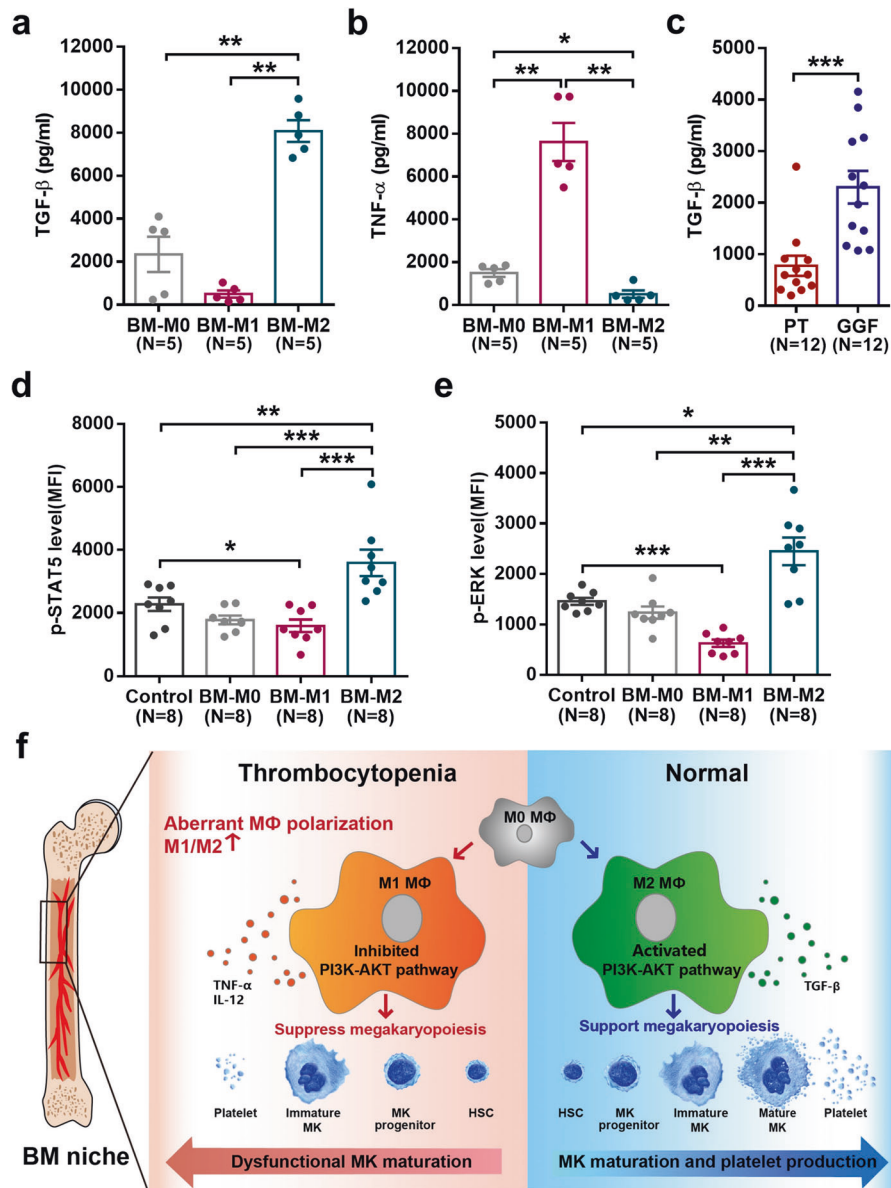 a
**
**
12000
10000
8000
6000
4000
2000
0
TGF-β (pg/ml)
BM-M0 BM-M1 BM-M2
(N=5) (N=5) (N=5)
b
*
** **
12000
10000
8000
6000
4000
2000
0
TNF-α (pg/ml)
BM-M0 BM-M1 BM-M2
(N=5) (N=5) (N=5)
c
***
5000
4000
3000
2000
1000
0
TGF-β (pg/ml)
PT GGF
(N=12) (N=12)
d
**
***
***
*
8000
6000
4000
2000
0
p-STAT5 level(MFI)
Control BM-M0 BM-M1 BM-M2
(N=8) (N=8) (N=8) (N=8)
e
*
**
***
***
5000
4000
3000
2000
1000
0
p-ERK level(MFI)
Control BM-M0 BM-M1 BM-M2
(N=8) (N=8) (N=8) (N=8)
f
Thrombocytopenia
Normal
Aberrant MΦ polarization
M1/M2↑
M0 MΦ
M1 MΦ
Inhibited
PI3K-AKT pathway
TNF-α
IL-12
Suppress megakaryopoiesis
M2 MΦ
Activated
PI3K-AKT pathway
TGF-β
Support megakaryopoiesis
Platelet
Immature
MK
MK
progenitor
HSC
HSC
MK
progenitor
Immature
MK
Mature
MK
Platelet
BM niche
Dysfunctional MK maturation
MK maturation and platelet production